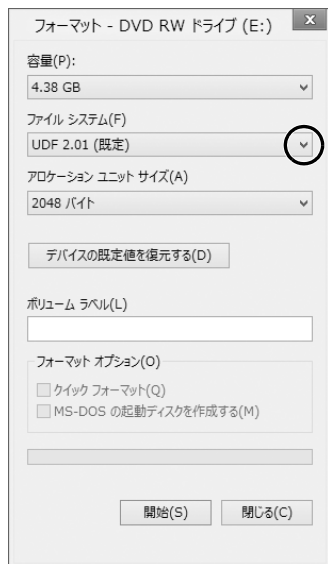 フォーマット - DVD RW ドライブ (E:)
容量(P):
4.38 GB
ファイル システム(F)
UDF 2.01 (既定)
アロケーション ユニット サイズ(A)
2048 バイト
デバイスの既定値を復元する(D)
ボリューム ラベル(L)
フォーマット オプション(O)
クイック フォーマット(Q)
MS-DOS の起動ディスクを作成する(M)
開始(S)
閉じる(C)